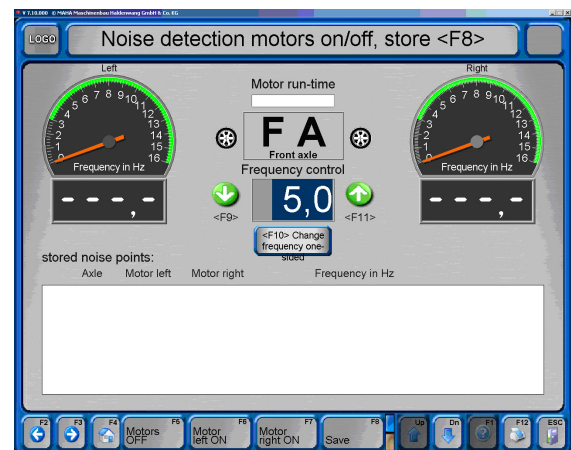 V 7.10.000 © MAHA Maschinenbau Haldenwang GmbH & Co. KG
LOGO
Noise detection motors on/off, store <F8>
Left
Right
Motor run-time
0 1 2 3 4 5 6 7 8 9 10 11 12 13 14 15 16
Frequency in Hz
F A
Front axle
0 1 2 3 4 5 6 7 8 9 10 11 12 13 14 15 16
Frequency in Hz
Frequency control
- - - , -
<F9>
5,0
<F11>
- - - , -
<F10> Change
frequency one-
sided
stored noise points:
Axle Motor left Motor right Frequency in Hz
F2
F3
F4
F5
Motors
OFF
F6
Motor
left ON
F7
Motor
right ON
F8
Save
Up
Dn
F1
F12
ESC